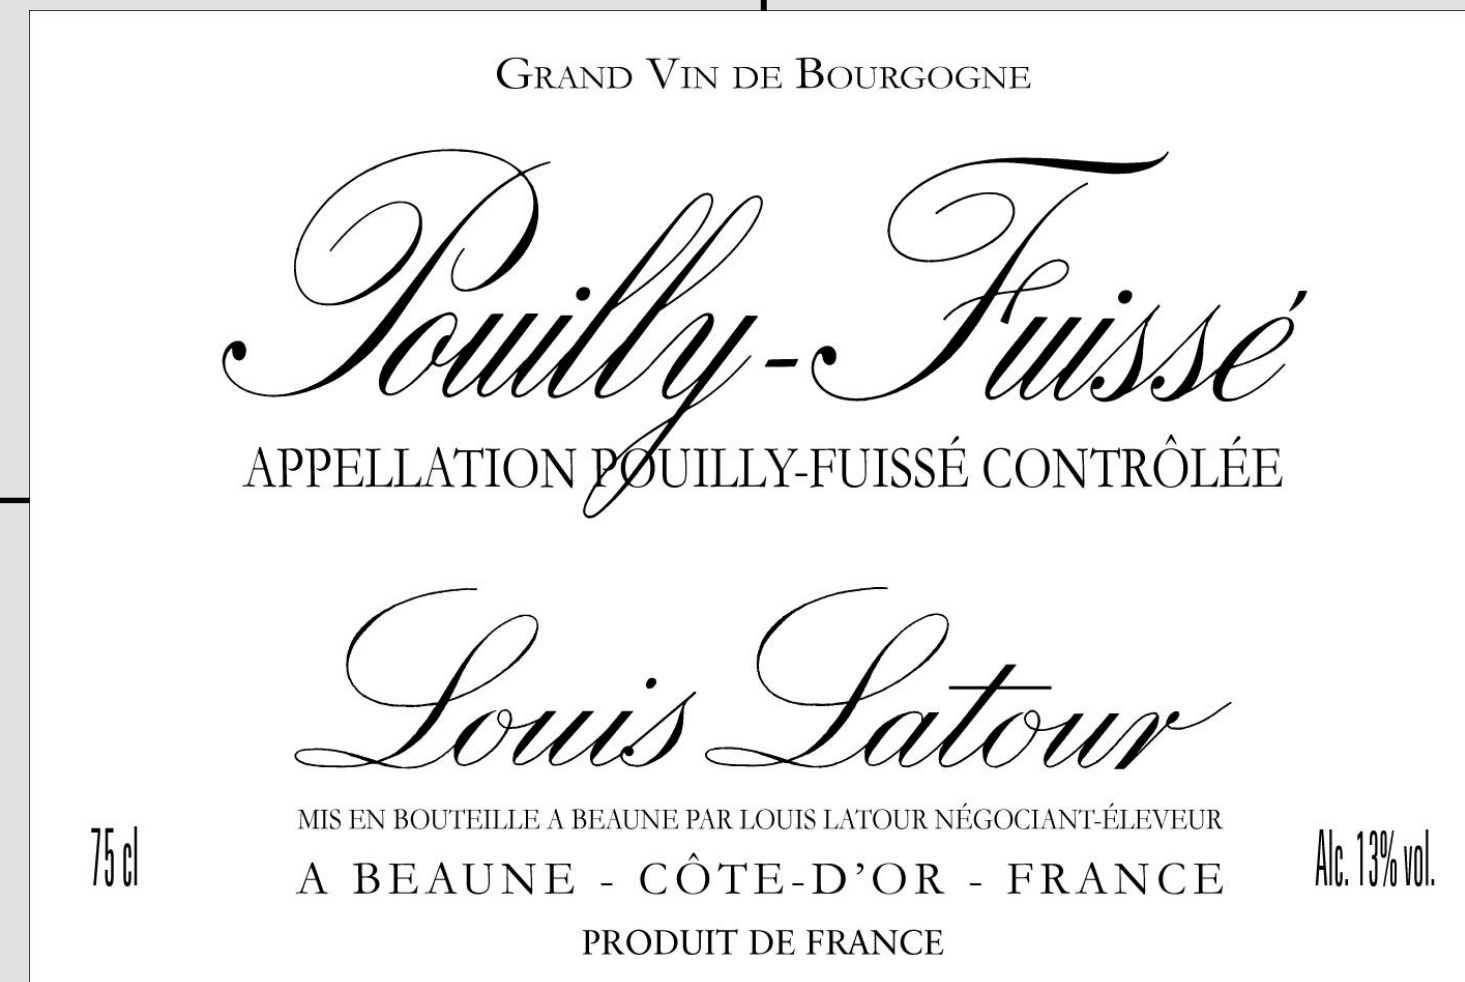 Grand Vin de Bourgogne
Pouilly-Fuissé
APPELLATION POUILLY-FUISSÉ CONTRÔLÉE
Louis Latour
MIS EN BOUTEILLE A BEAUNE PAR LOUIS LATOUR NÉGOCIANT-ÉLEVEUR
75 cl
Alc. 13% vol.
A BEAUNE - CÔTE-D'OR - FRANCE
PRODUIT DE FRANCE